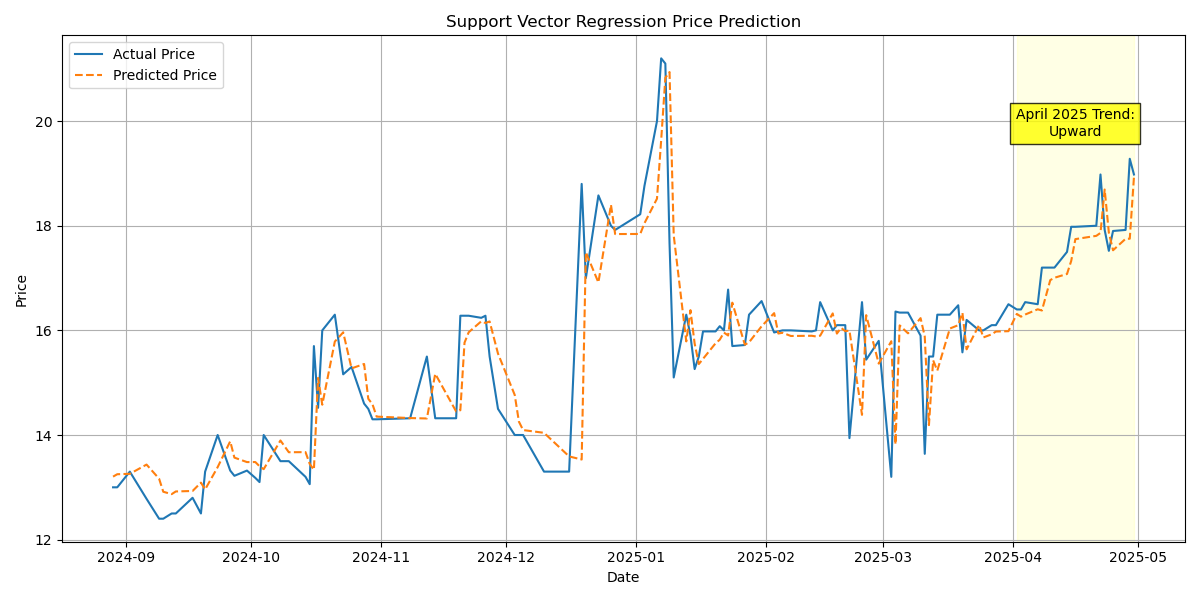 Support Vector Regression Price Prediction
Actual Price
Predicted Price
April 2025 Trend:
Upward
Price
20
18
16
14
12
2024-09 2024-10 2024-11 2024-12 2025-01 2025-02 2025-03 2025-04 2025-05
Date